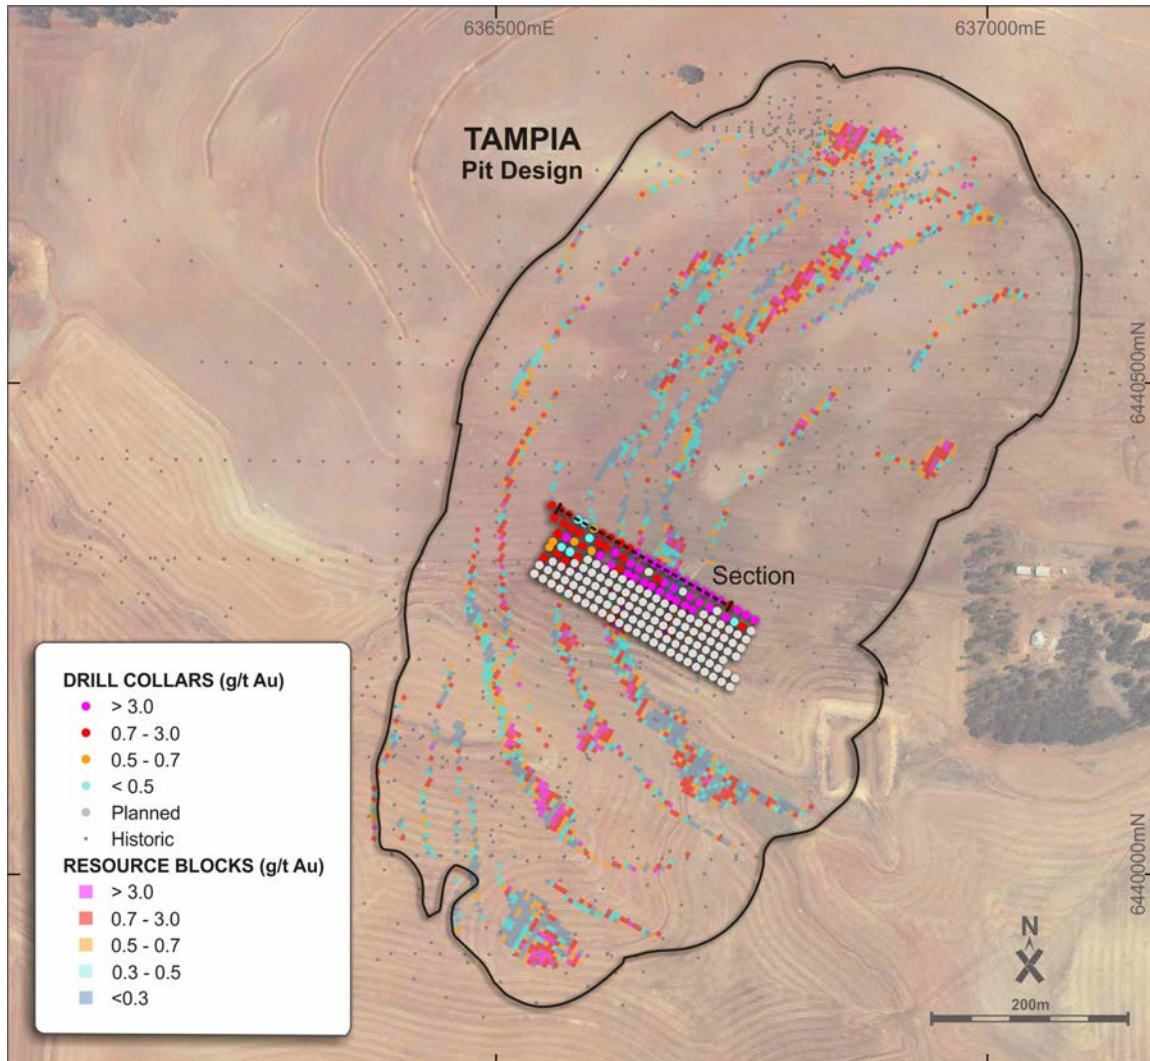 636500mE
637000mE
TAMPIA
Pit Design
6440500mN
Section
DRILL COLLARS (g/t Au)
> 3.0
0.7 - 3.0
0.5 - 0.7
< 0.5
Planned
Historic
RESOURCE BLOCKS (g/t Au)
> 3.0
0.7 - 3.0
0.5 - 0.7
0.3 - 0.5
<0.3
6440000mN
N
200m